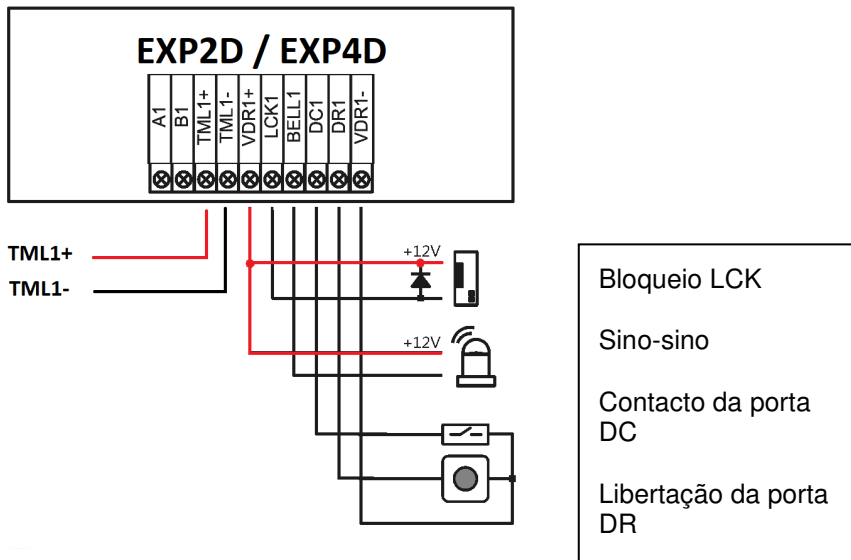 EXP2D / EXP4D
A1
B1
TML1+
TML1-
VDR1+
LCK1
BELL1
DC1
DR1
VDR1-
TML1+
TML1-
+12V
+12V
Bloqueio LCK
Sino-sino
Contacto da porta
DC
Libertação da porta
DR